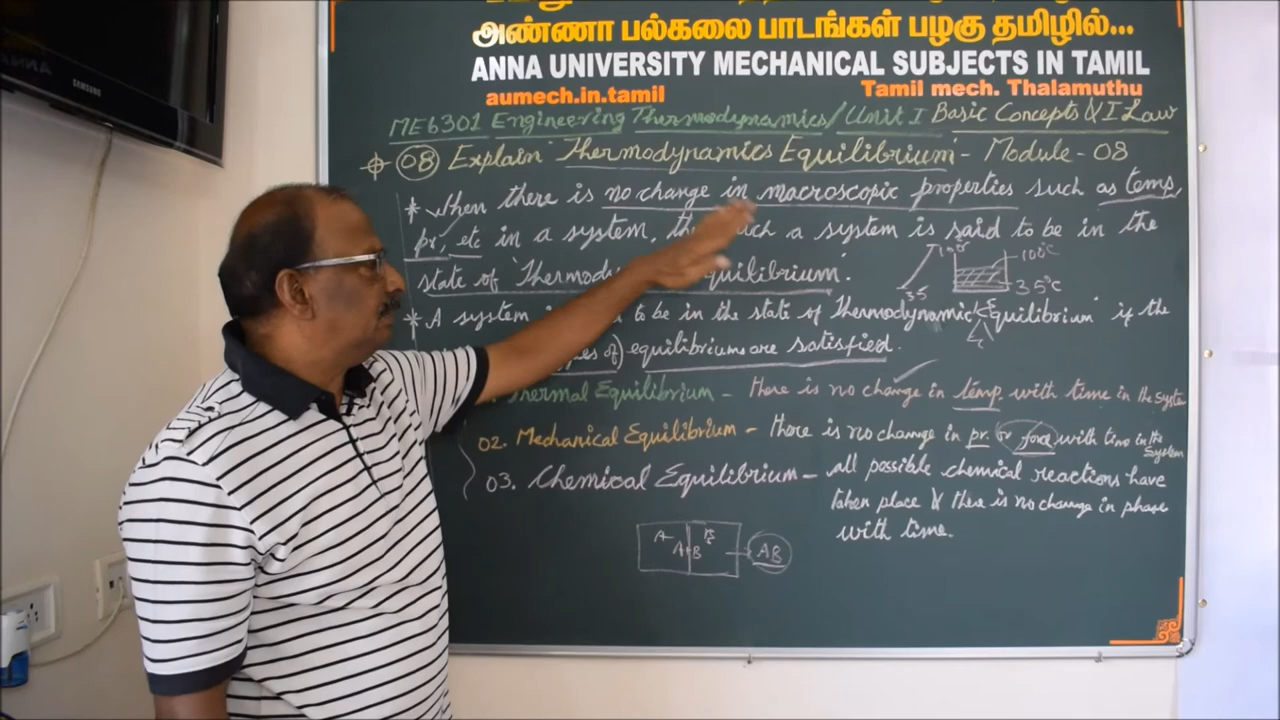 அண்ணா பல்கலை பாடங்கள் பழகு தமிழில்...
ANNA UNIVERSITY MECHANICAL SUBJECTS IN TAMIL
aumech.in.tamil
Tamil mech. Thalamuthu
ME6301 Engineering Thermodynamics/Unit I Basic Concepts & I Law
08 Explain "Thermodynamics Equilibrium" - Module - 08
* When there is no change in macroscopic properties such as temp,
pr, etc in a system, such a system is said to be in the
state of 'Thermody quilibrium'.
100°
35
100°C
35°C
* A system to be in the state of "Thermodynamic Equilibrium" if the
types of) equilibrium are satisfied.
Thermal Equilibrium - There is no change in temp. with time in the System
02. Mechanical Equilibrium - There is no change in pr. or force with time in the System
03. Chemical Equilibrium - all possible chemical reactions have
taken place & there is no change in phase
with time.
A B
A B
AB
SAMSUNG